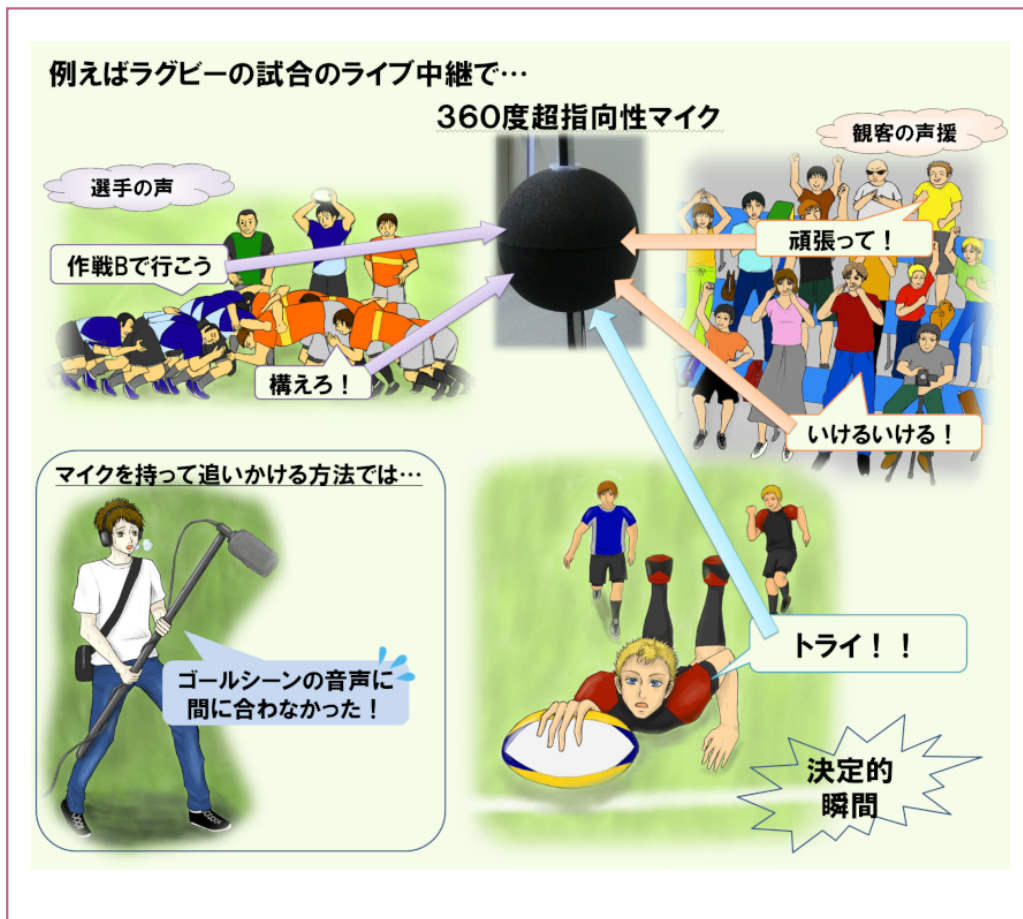 例えばラグビーの試合のライブ中継で…
360度超指向性マイク
観客の声援
選手の声
頑張って！
作戦Bで行こう
構えろ！
いけるいける！
マイクを持って追いかける方法では…
トライ！！
ゴールシーンの音声に
間に合わなかった！
決定的
瞬間